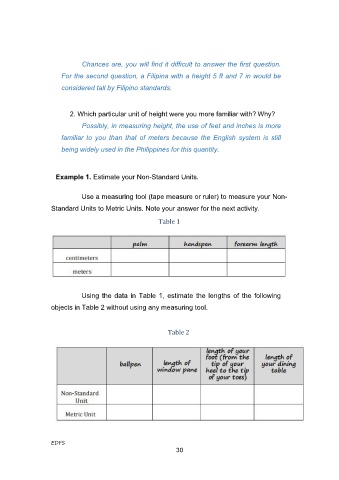 Chances are, you will find it difficult to answer the first question.
For the second question, a Filipina with a height 5 ft and 7 in would be
considered tall by Filipino standards.
2. Which particular unit of height were you more familiar with? Why?
Possibly, in measuring height, the use of feet and inches is more
familiar to you than that of meters because the English system is still
being widely used in the Philippines for this quantity.
Example 1. Estimate your Non-Standard Units.
Use a measuring tool (tape measure or ruler) to measure your Non-
Standard Units to Metric Units. Note your answer for the next activity.
Table 1
palm handspan forearm length
centimeters
meters
Using the data in Table 1, estimate the lengths of the following
objects in Table 2 without using any measuring tool.
Table 2
ballpen
length of
window pane
length of your
foot (from the
tip of your
heel to the tip
of your toes)
length of
your dining
table
Non-Standard
Unit
Metric Unit
EDFS
30